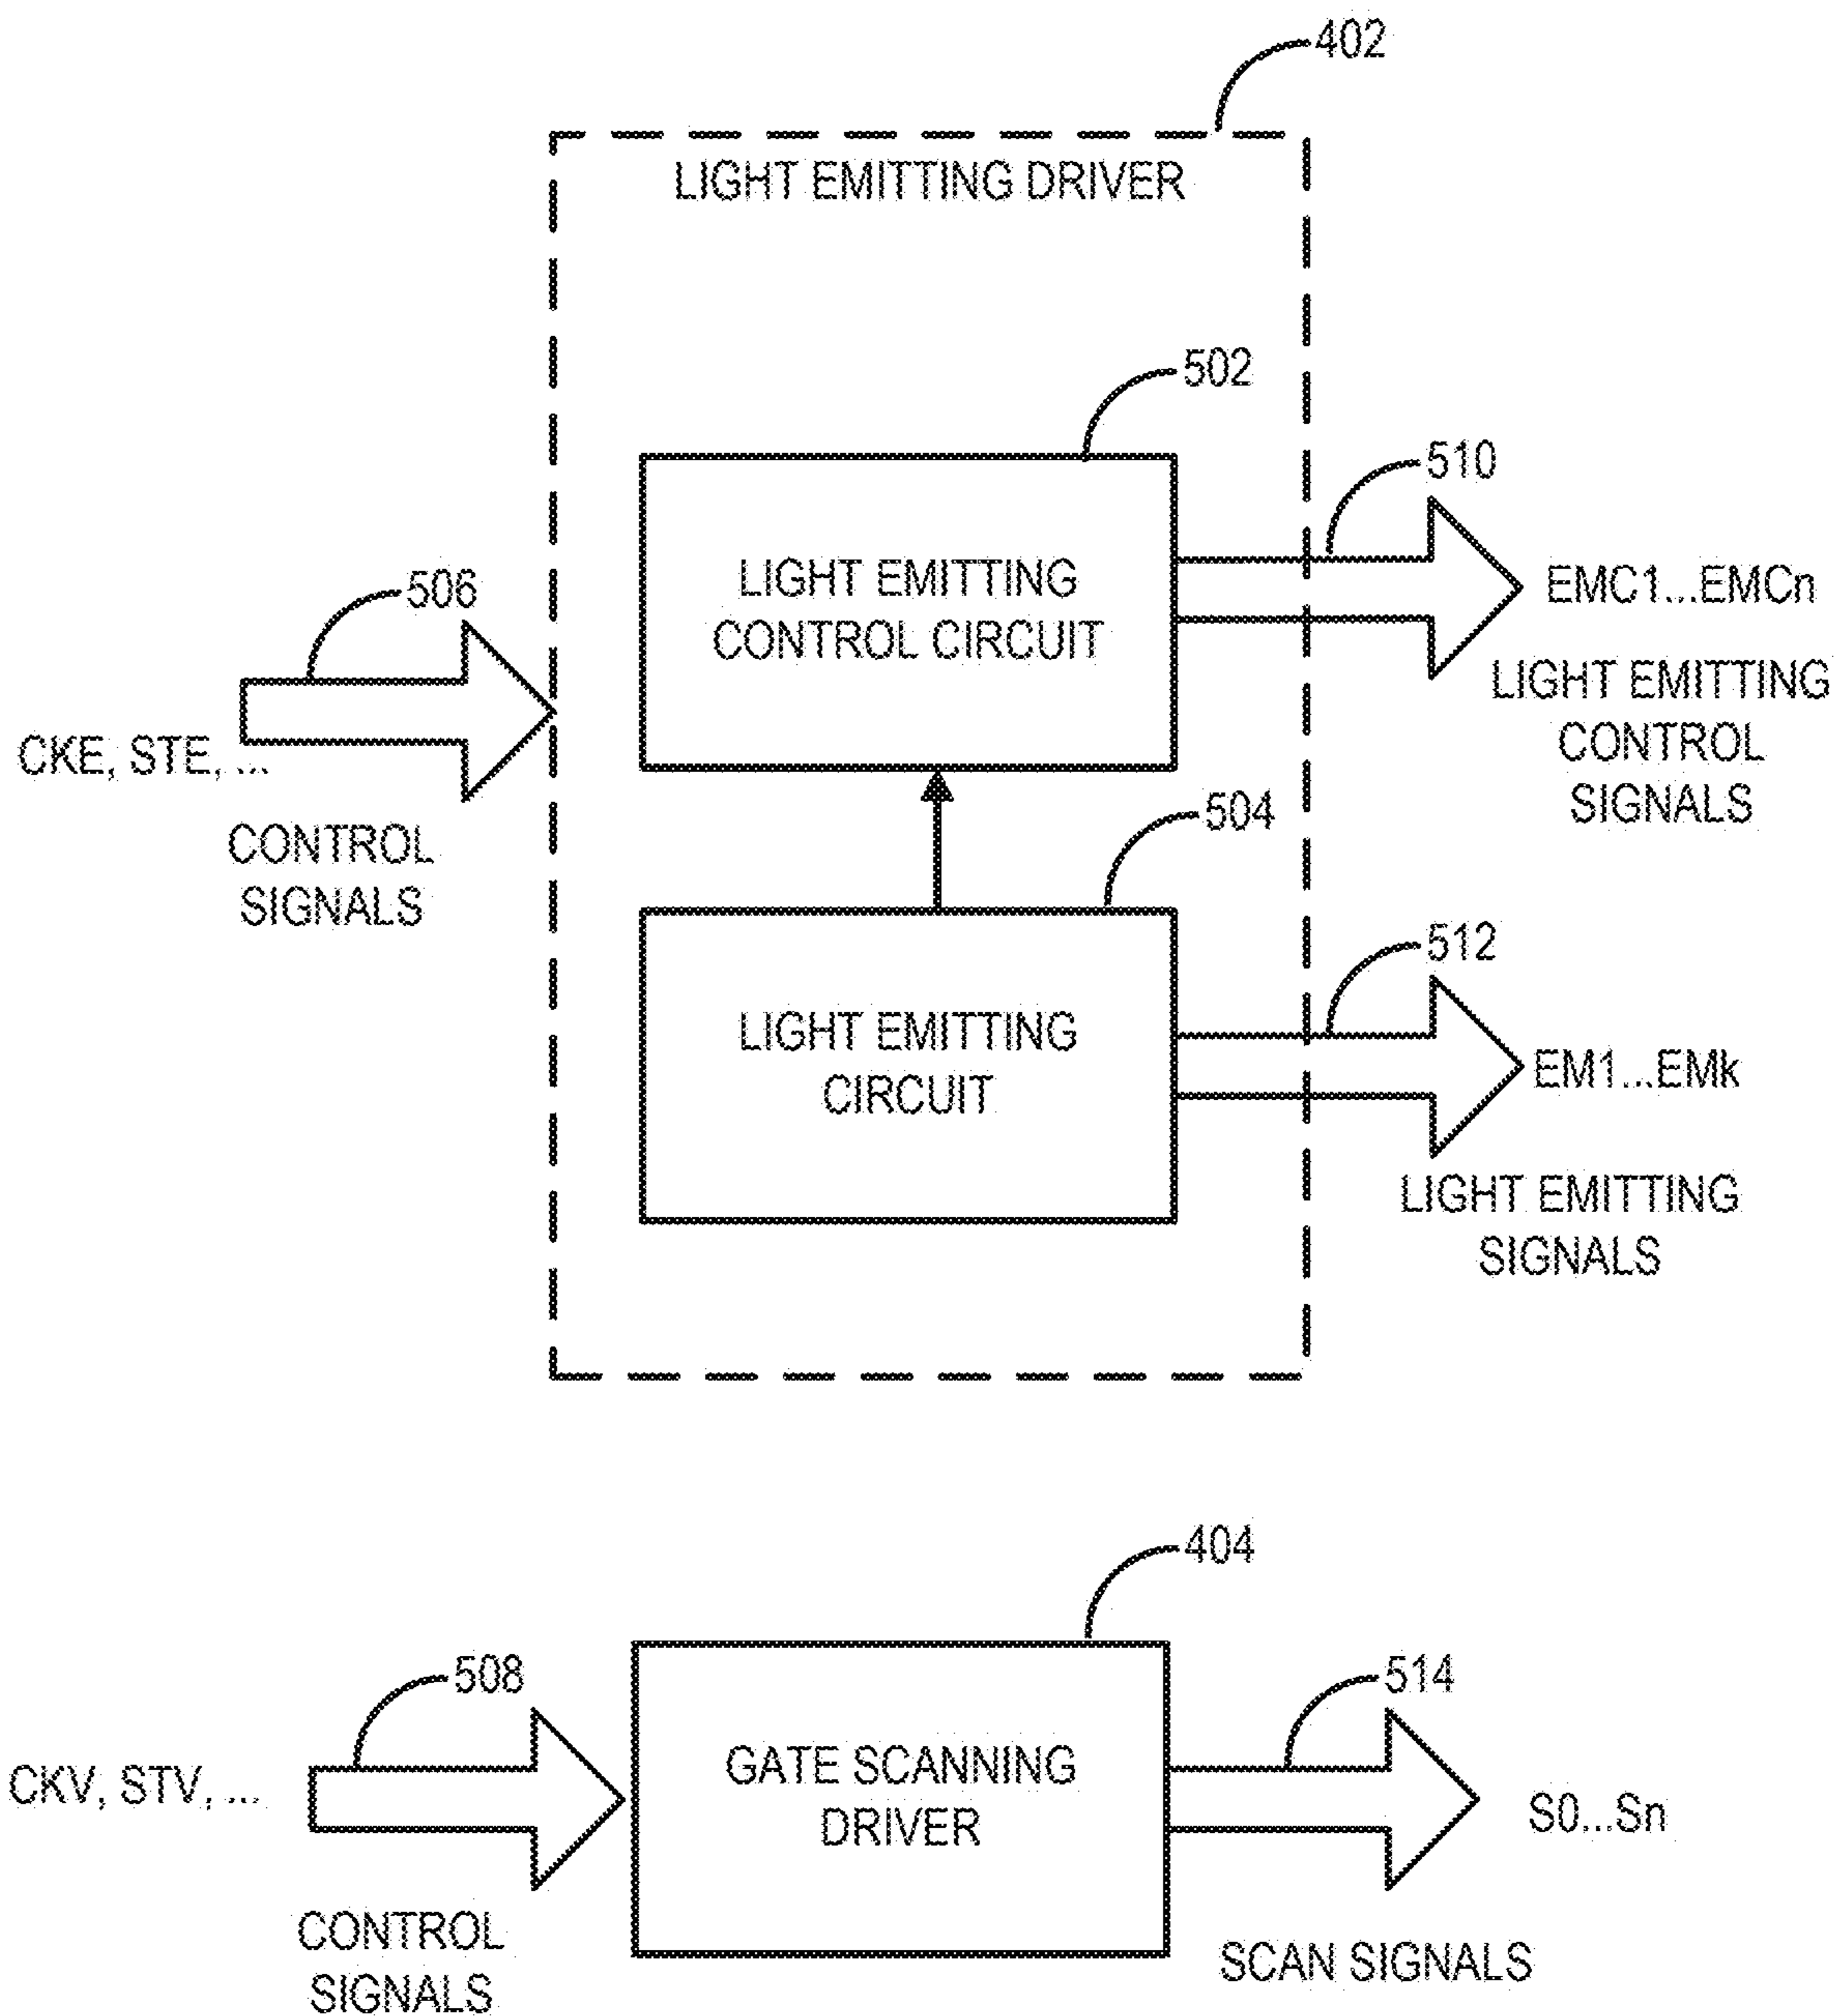 402
LIGHT EMITTING DRIVER
502
510
LIGHT EMITTING
CONTROL CIRCUIT
EMC1...EMCn
LIGHT EMITTING
CONTROL
SIGNALS
506
CKE, STE, ...
CONTROL
SIGNALS
504
512
LIGHT EMITTING
CIRCUIT
EM1...EMk
LIGHT EMITTING
SIGNALS
404
508
514
CKV, STV, ...
GATE SCANNING
DRIVER
S0...Sn
CONTROL
SIGNALS
SCAN SIGNALS